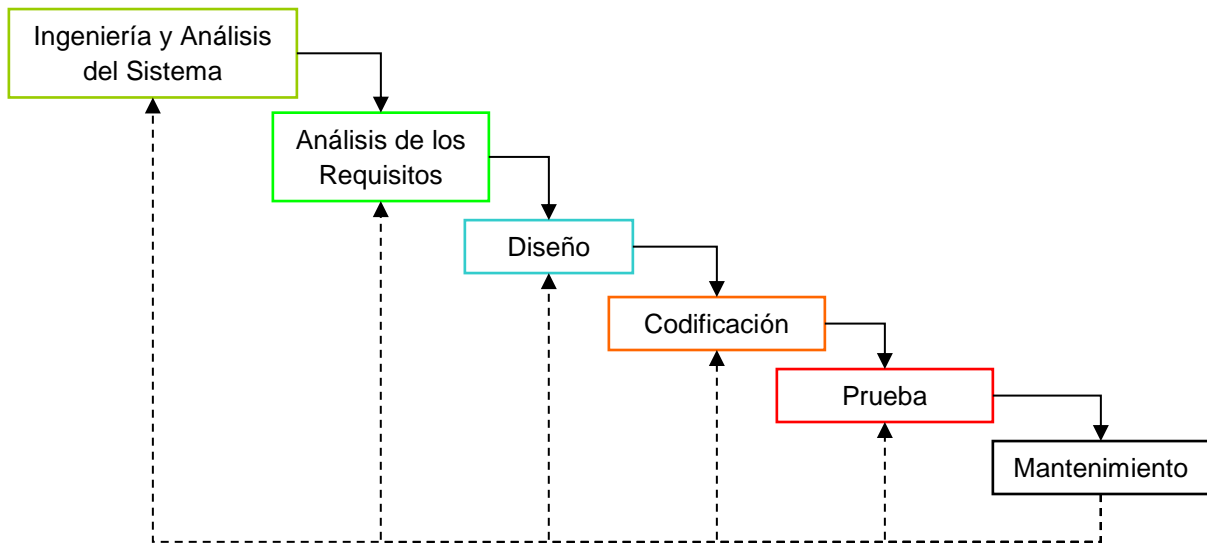 Ingeniería y Análisis
del Sistema
Análisis de los
Requisitos
Diseño
Codificación
Prueba
Mantenimiento